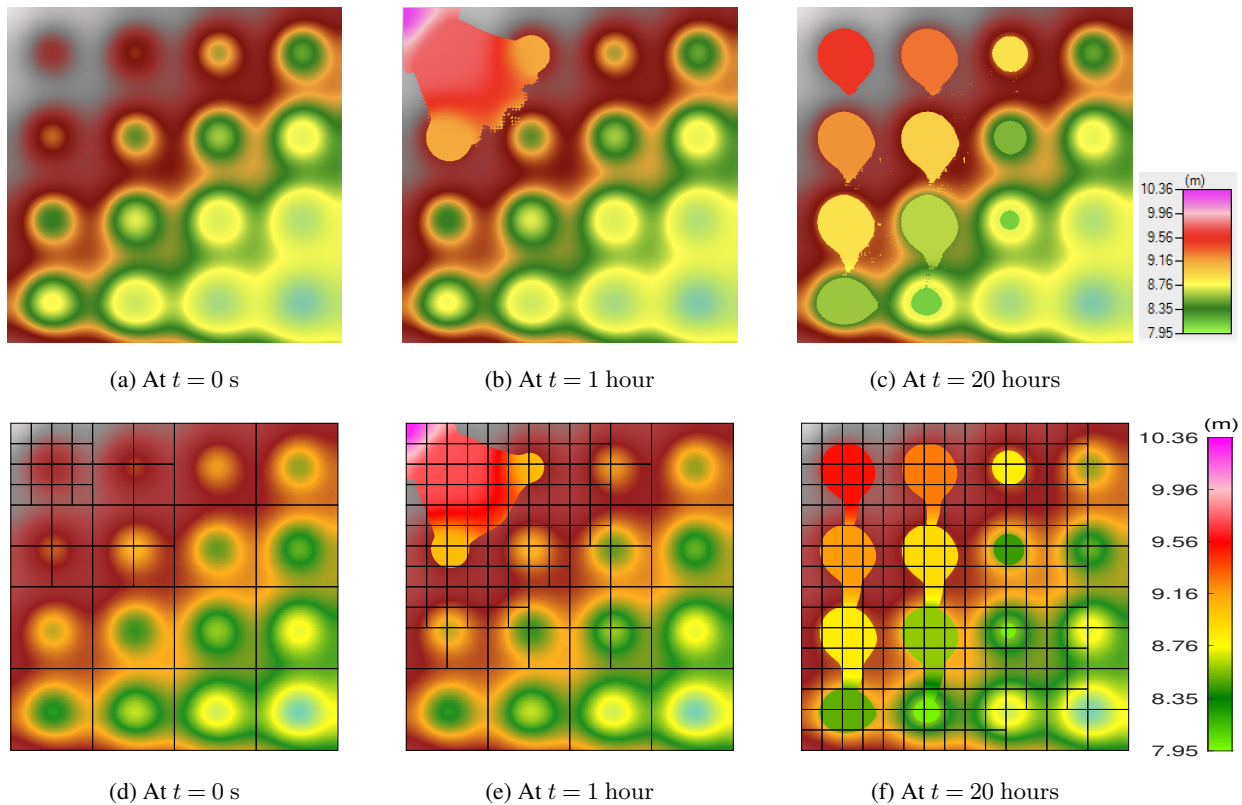 (m)
10.36
9.96
9.56
9.16
8.76
8.35
7.95
(a) At t = 0 s
(b) At t = 1 hour
(c) At t = 20 hours
(m)
10.36
9.96
9.56
9.16
8.76
8.35
7.95
(d) At t = 0 s
(e) At t = 1 hour
(f) At t = 20 hours